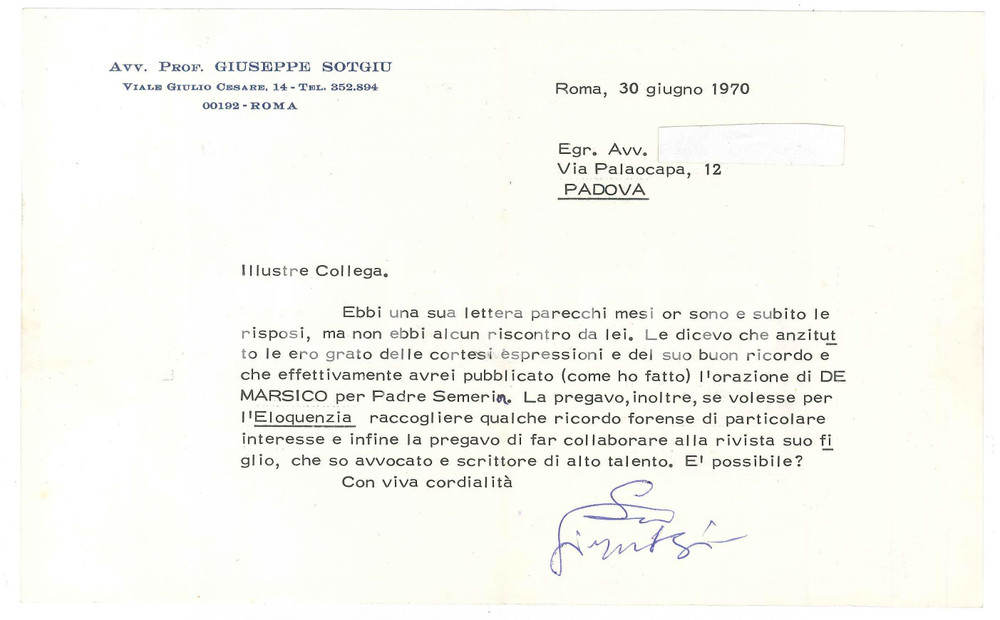 Avv. Prof. GIUSEPPE SOTGIU
Viale Giulio Cesare, 14 - Tel. 352.894
00192 - ROMA
Roma, 30 giugno 1970
Egr. Avv.
Via Palaocapa, 12
PADOVA
Illustre Collega.
Ebbi una sua lettera parecchi mesi or sono e subito le
risposi, ma non ebbi alcun riscontro da lei. Le dicevo che anzitut
to le ero grato delle cortesi espressioni e del suo buon ricordo e
che effettivamente avrei pubblicato (come ho fatto) l'orazione di DE
MARSICO per Padre Semerin. La pregavo,inoltre, se volesse per
l'Eloquenzia raccogliere qualche ricordo forense di particolare
interesse e infine la pregavo di far collaborare alla rivista suo fi
glio, che so avvocato e scrittore di alto talento. E' possibile?
Con viva cordialità